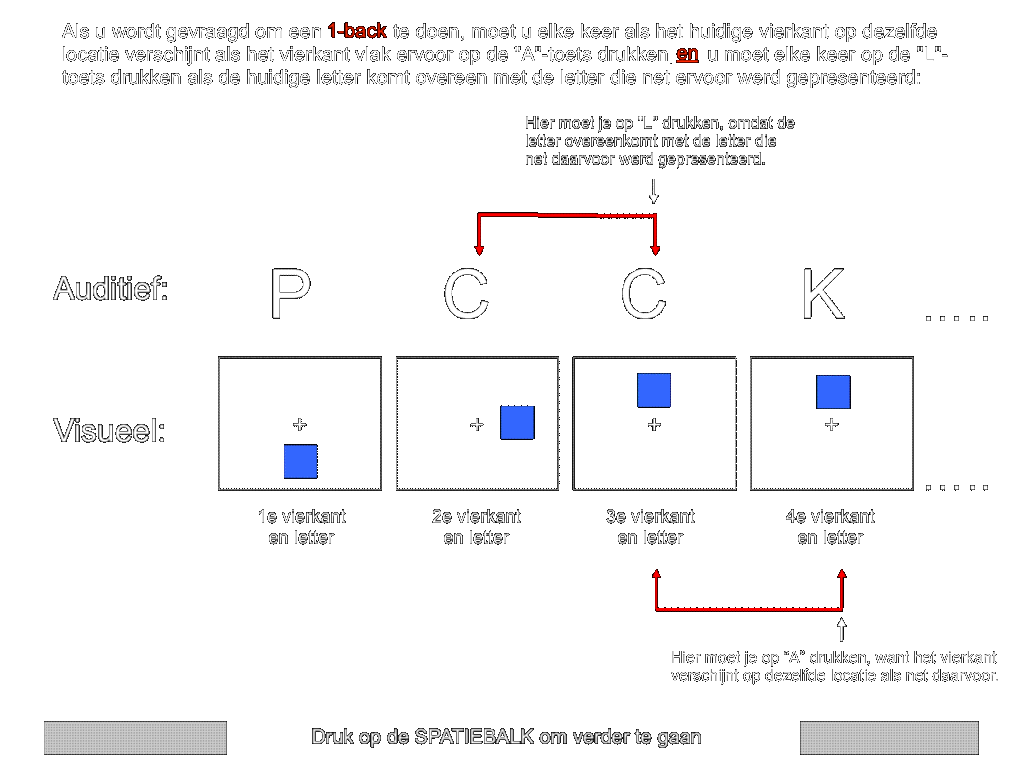 Als u wordt gevraagd om een 1-back te doen, moet u elke keer als het huidige vierkant op dezelfde
locatie verschijnt als het vierkant vlak ervoor op de "A"-toets drukken en u moet elke keer op de "L"-
toets drukken als de huidige letter komt overeen met de letter die net ervoor werd gepresenteerd:
Hier moet je op "L" drukken, omdat de
letter overeenkomt met de letter die
net daarvoor werd gepresenteerd.
Auditief: P C C K .....
Visueel: + + + + .....
1e vierkant 2e vierkant 3e vierkant 4e vierkant
en letter en letter en letter en letter
Hier moet je op "A" drukken, want het vierkant
verschijnt op dezelfde locatie als net daarvoor.
Druk op de SPATIEBALK om verder te gaan